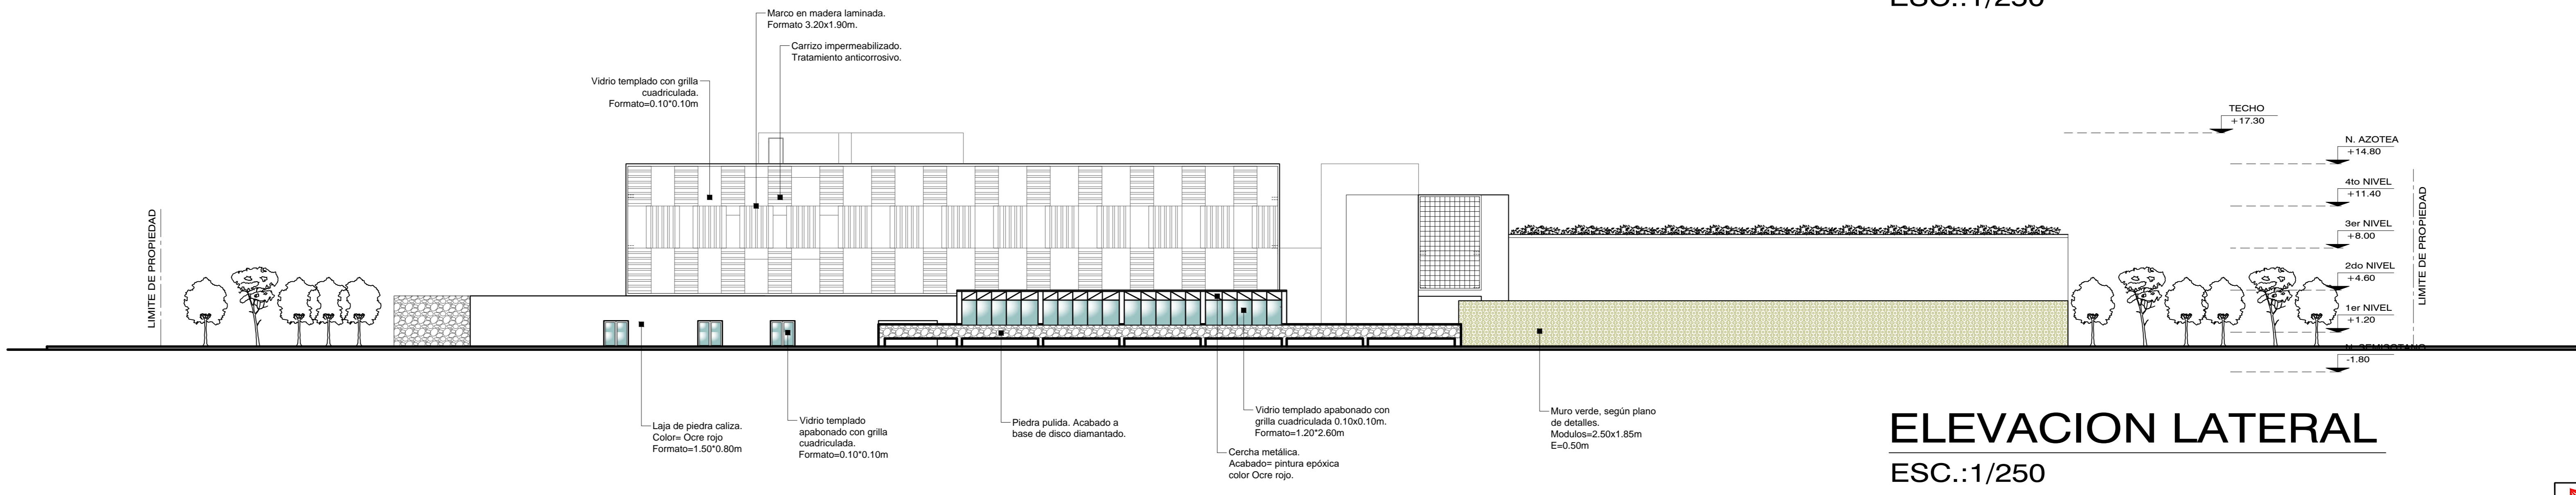 ESC.:1/250
Marco en madera laminada.
Formato 3.20x1.90m.
Carrizo impermeabilizado.
Tratamiento anticorrosivo.
Vidrio templado con grilla
cuadriculada.
Formato=0.10*0.10m
TECHO
+17.30
N. AZOTEA
+14.80
4to NIVEL
+11.40
3er NIVEL
+8.00
2do NIVEL
+4.60
1er NIVEL
+1.20
N. SEMISOTANO
-1.80
LIMITE DE PROPIEDAD
LIMITE DE PROPIEDAD
Laja de piedra caliza.
Color= Ocre rojo
Formato=1.50*0.80m
Vidrio templado
apabonado con grilla
cuadriculada.
Formato=0.10*0.10m
Piedra pulida. Acabado a
base de disco diamantado.
Vidrio templado apabonado con
grilla cuadriculada 0.10x0.10m.
Formato=1.20*2.60m
Cercha metálica.
Acabado= pintura epóxica
color Ocre rojo.
Muro verde, según plano
de detalles.
Modulos=2.50x1.85m
E=0.50m
ELEVACION LATERAL
ESC.:1/250